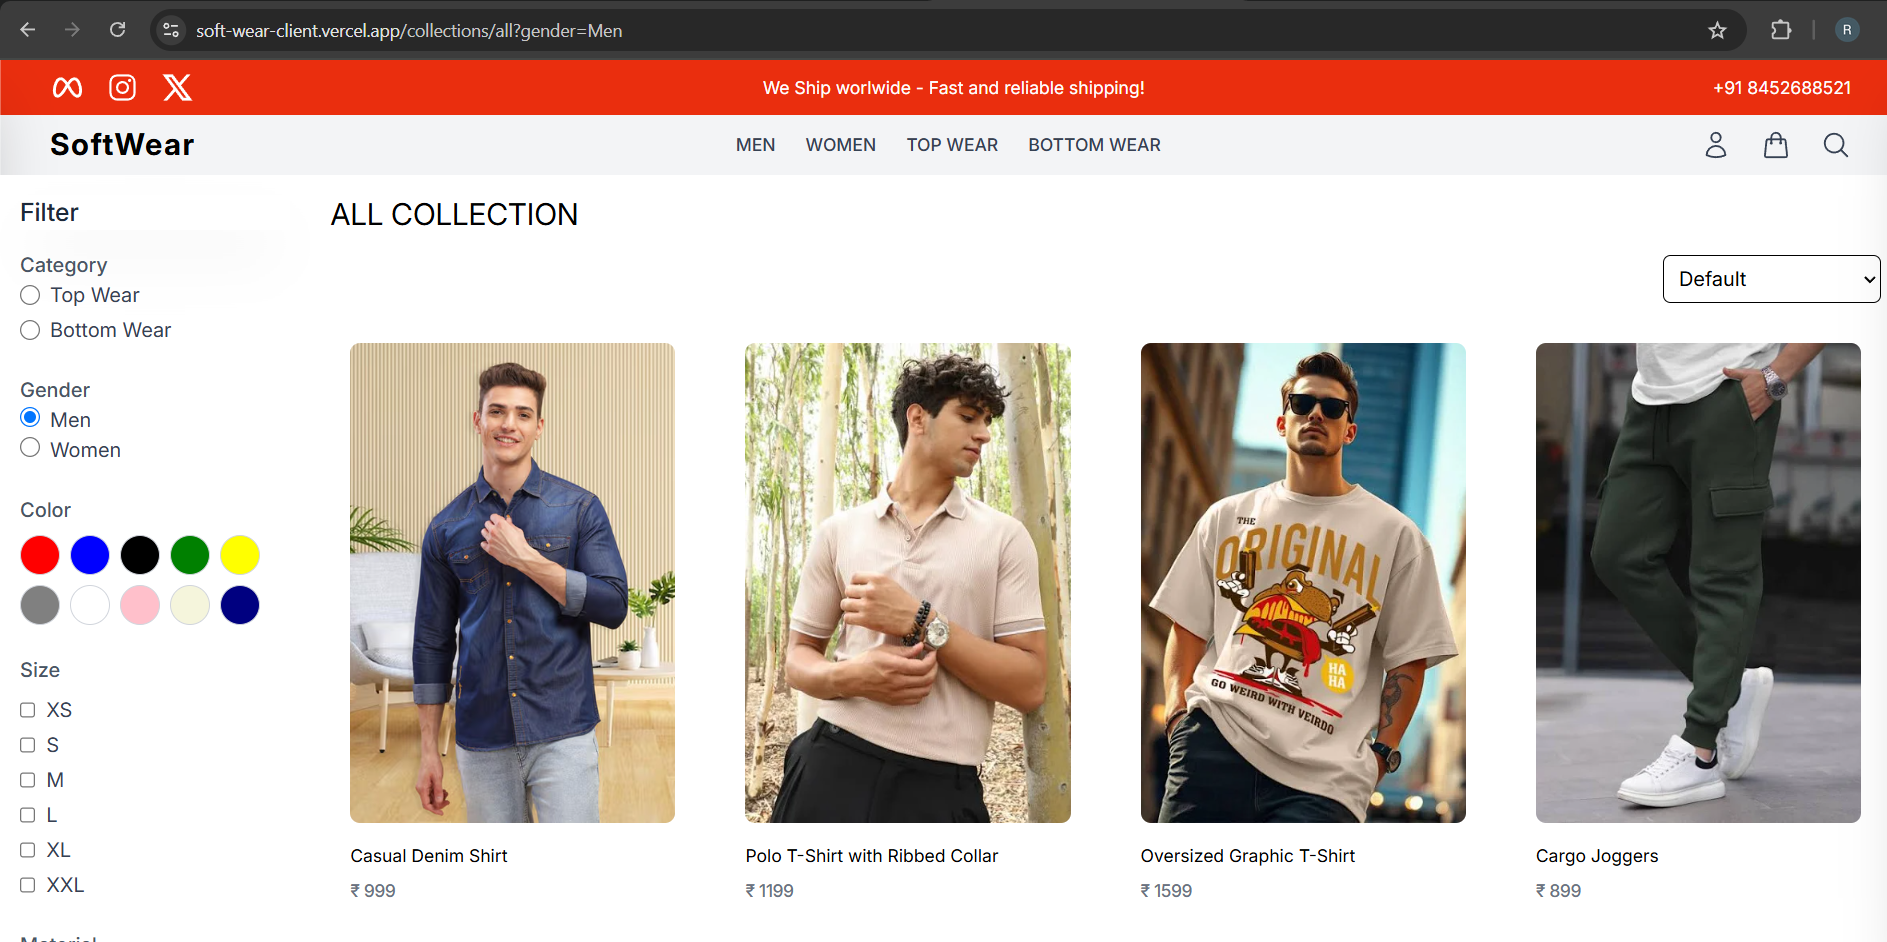 soft-wear-client.vercel.app/collections/all?gender=Men
R
We Ship worlwide - Fast and reliable shipping!
+91 8452688521
SoftWear
MEN
WOMEN
TOP WEAR
BOTTOM WEAR
Filter
Category
Top Wear
Bottom Wear
Gender
Men
Women
Color
Size
XS
S
M
L
XL
XXL
Material
ALL COLLECTION
Default
THE
ORIGINAL
HA
HA
GO WEIRD WITH VEIRDO
Casual Denim Shirt
₹ 999
Polo T-Shirt with Ribbed Collar
₹ 1199
Oversized Graphic T-Shirt
₹ 1599
Cargo Joggers
₹ 899